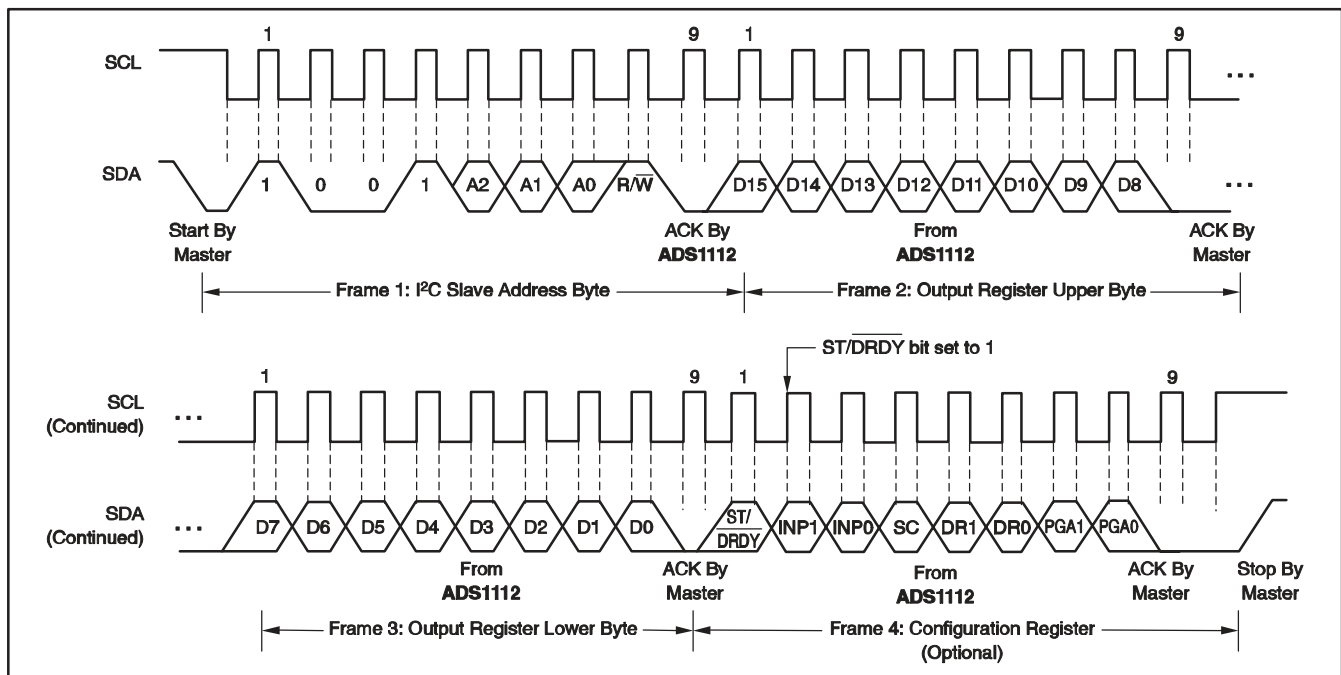 1 9 1 9
SCL ...
SDA 1 0 0 1 A2 A1 A0 R/W̅ D15 D14 D13 D12 D11 D10 D9 D8 ...
Start By Master
ACK By ADS1112
From ADS1112
ACK By Master
Frame 1: I²C Slave Address Byte
Frame 2: Output Register Upper Byte
ST/D̅R̅D̅Y̅ bit set to 1
1 9 1 9
SCL (Continued) ...
SDA (Continued) ... D7 D6 D5 D4 D3 D2 D1 D0 ST/D̅R̅D̅Y̅ INP1 INP0 SC DR1 DR0 PGA1 PGA0
From ADS1112
ACK By Master
From ADS1112
ACK By Master
Stop By Master
Frame 3: Output Register Lower Byte
Frame 4: Configuration Register
(Optional)